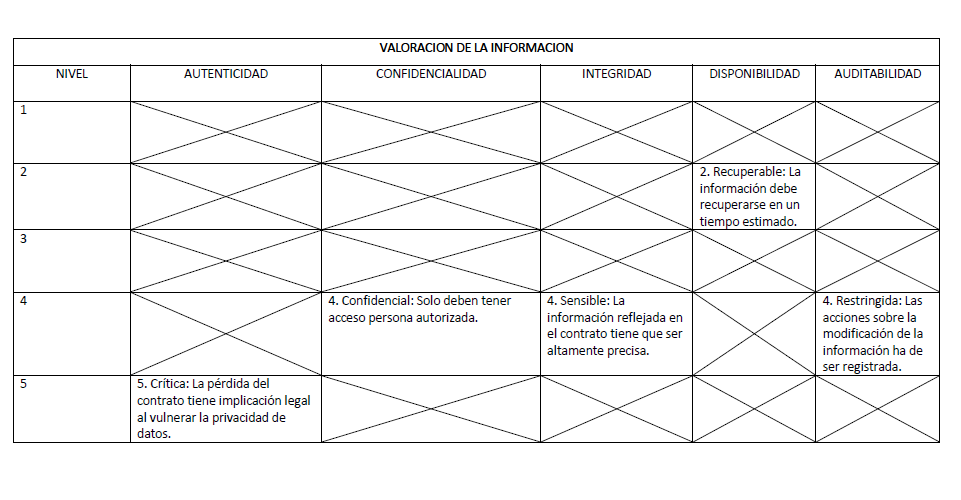 VALORACION DE LA INFORMACION
NIVEL
AUTENTICIDAD
CONFIDENCIALIDAD
INTEGRIDAD
DISPONIBILIDAD
AUDITABILIDAD
1
2
2. Recuperable: La
información debe
recuperarse en un
tiempo estimado.
3
4
4. Confidencial: Solo deben tener
acceso persona autorizada.
4. Sensible: La
información reflejada en
el contrato tiene que ser
altamente precisa.
4. Restringida: Las
acciones sobre la
modificación de la
información ha de
ser registrada.
5
5. Crítica: La pérdida del
contrato tiene implicación legal
al vulnerar la privacidad de
datos.